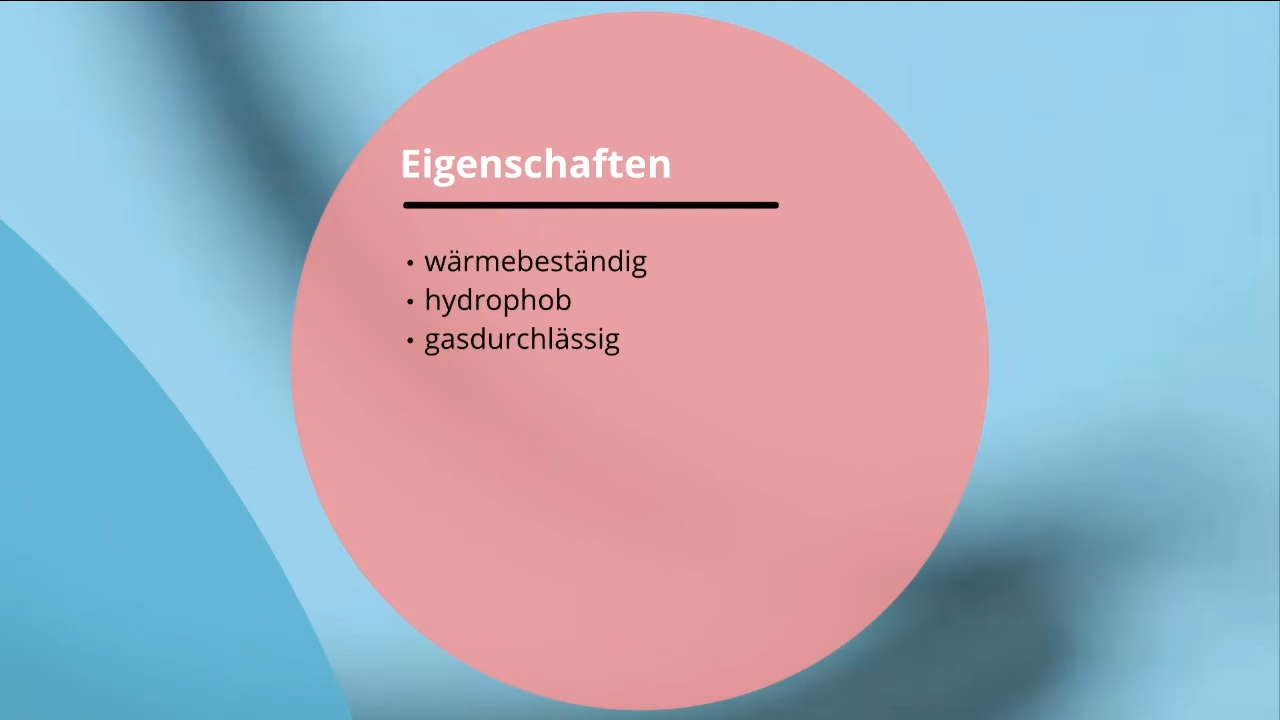 Eigenschaften
• wärmebeständig
• hydrophob
• gasdurchlässig